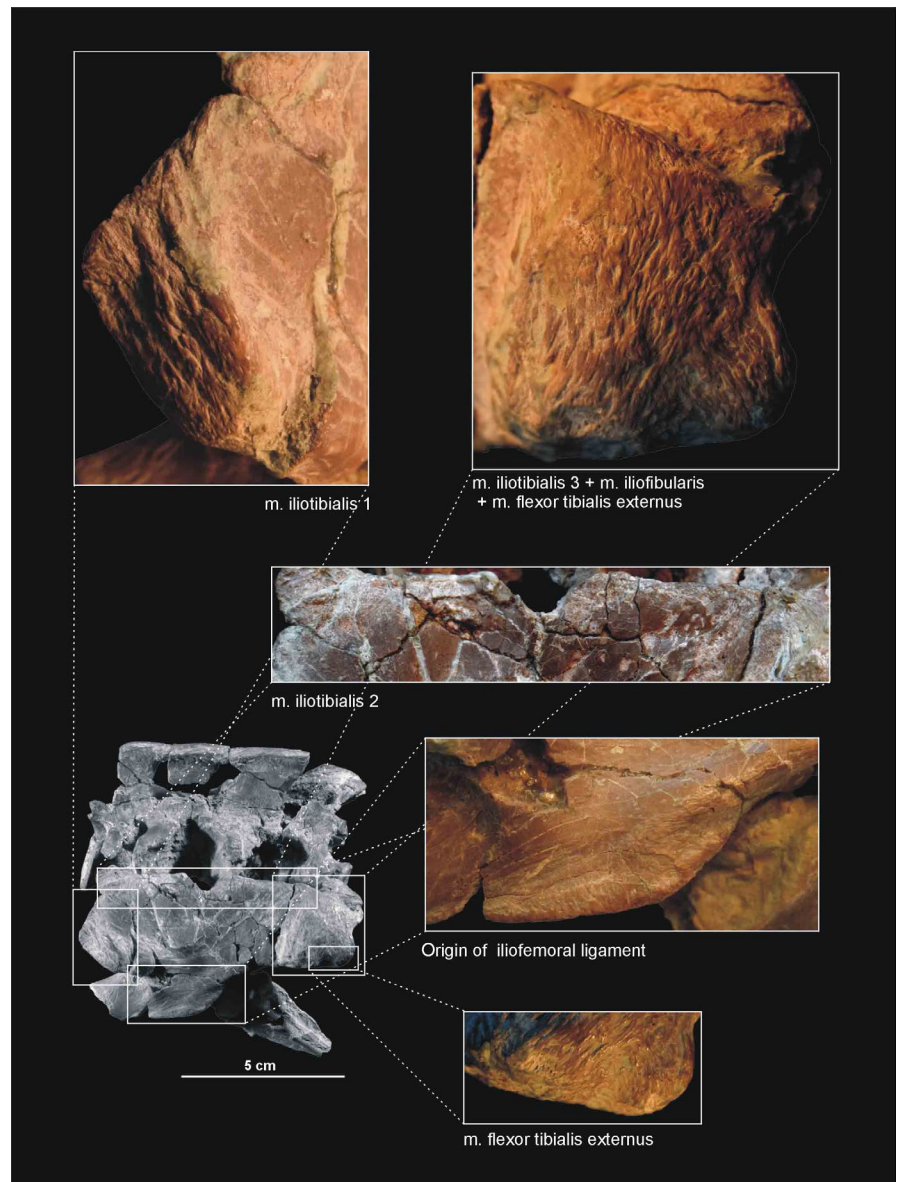 m. iliotibialis 1
m. iliotibialis 3 + m. iliofibularis
+ m. flexor tibialis externus
m. iliotibialis 2
Origin of iliofemoral ligament
5 cm
m. flexor tibialis externus